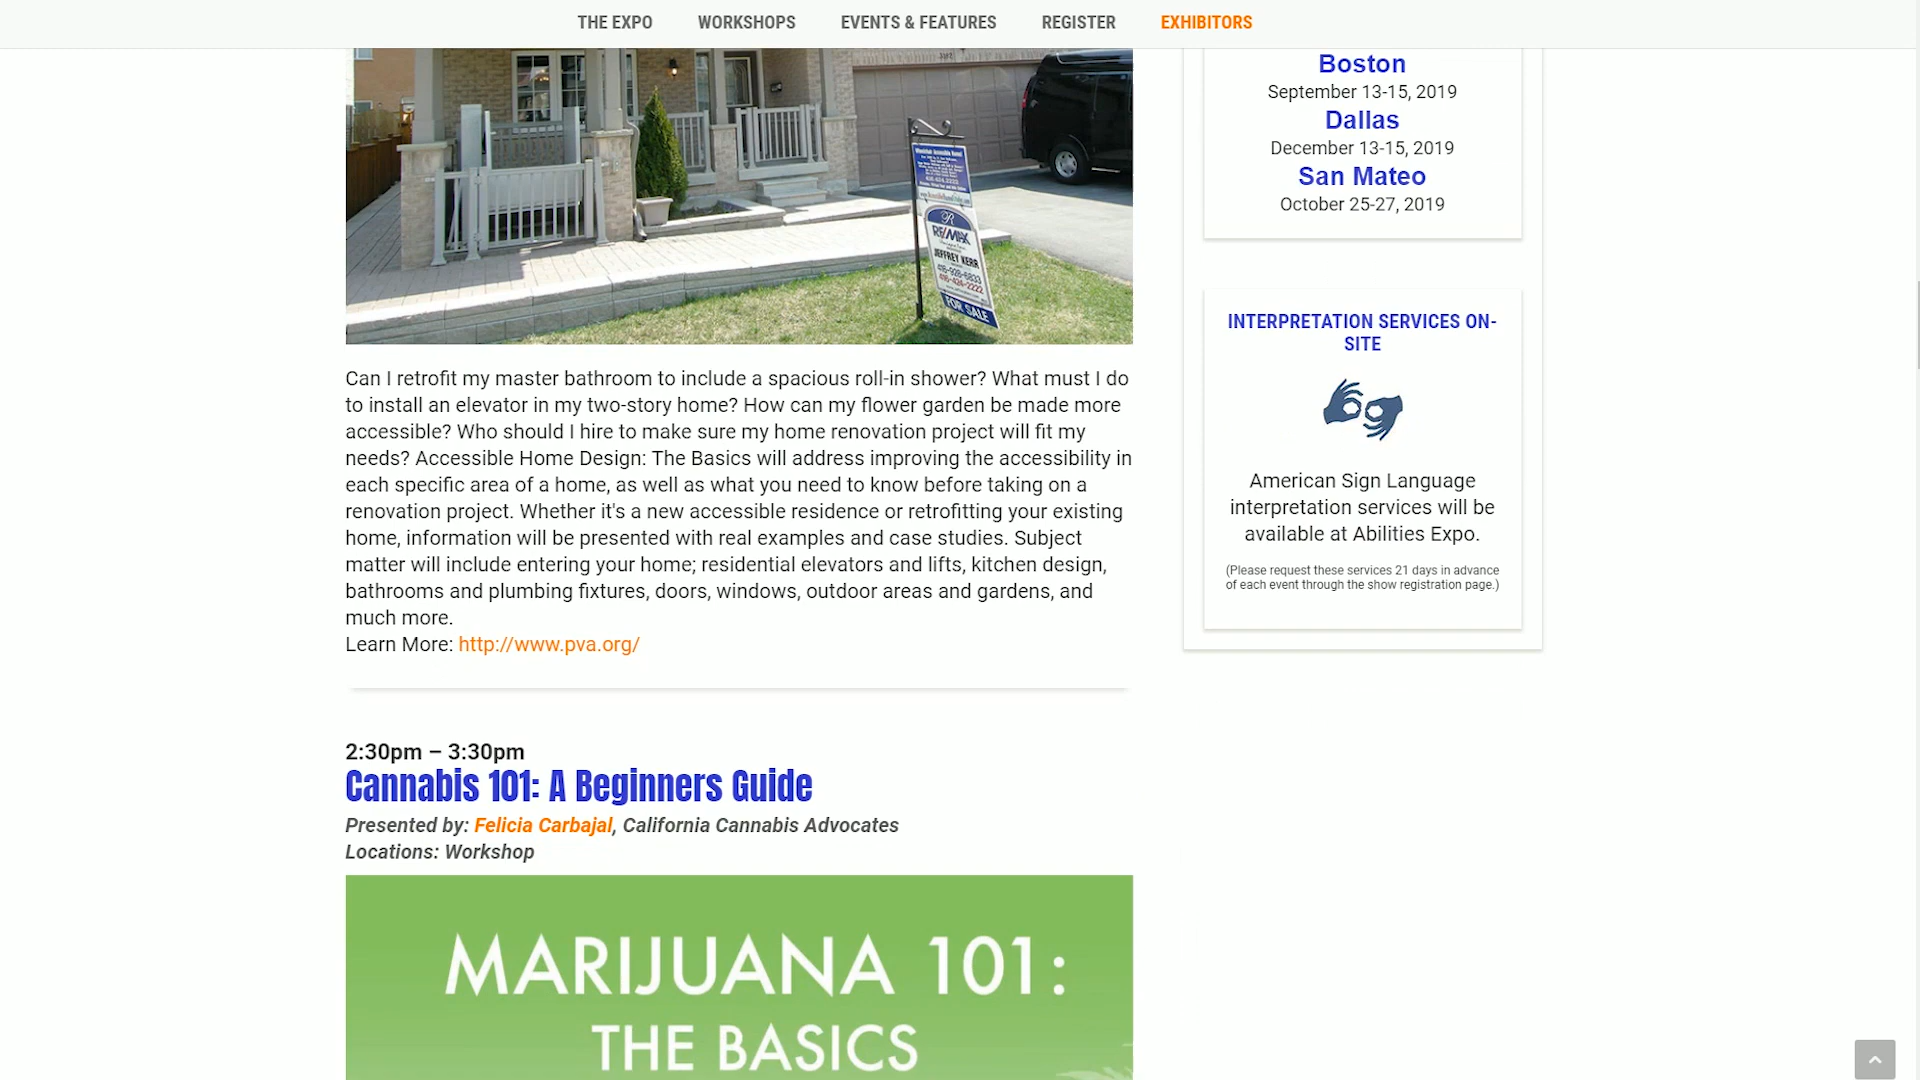 THE EXPO WORKSHOPS EVENTS & FEATURES REGISTER EXHIBITORS
RE/MAX
JEFFREY KERR
416-424-2222
FOR SALE
Can I retrofit my master bathroom to include a spacious roll-in shower? What must I do
to install an elevator in my two-story home? How can my flower garden be made more
accessible? Who should I hire to make sure my home renovation project will fit my
needs? Accessible Home Design: The Basics will address improving the accessibility in
each specific area of a home, as well as what you need to know before taking on a
renovation project. Whether it's a new accessible residence or retrofitting your existing
home, information will be presented with real examples and case studies. Subject
matter will include entering your home; residential elevators and lifts, kitchen design,
bathrooms and plumbing fixtures, doors, windows, outdoor areas and gardens, and
much more.
Learn More: http://www.pva.org/
2:30pm – 3:30pm
Cannabis 101: A Beginners Guide
Presented by: Felicia Carbajal, California Cannabis Advocates
Locations: Workshop
MARIJUANA 101:
THE BASICS
Boston
September 13-15, 2019
Dallas
December 13-15, 2019
San Mateo
October 25-27, 2019
INTERPRETATION SERVICES ON-
SITE
American Sign Language
interpretation services will be
available at Abilities Expo.
(Please request these services 21 days in advance
of each event through the show registration page.)